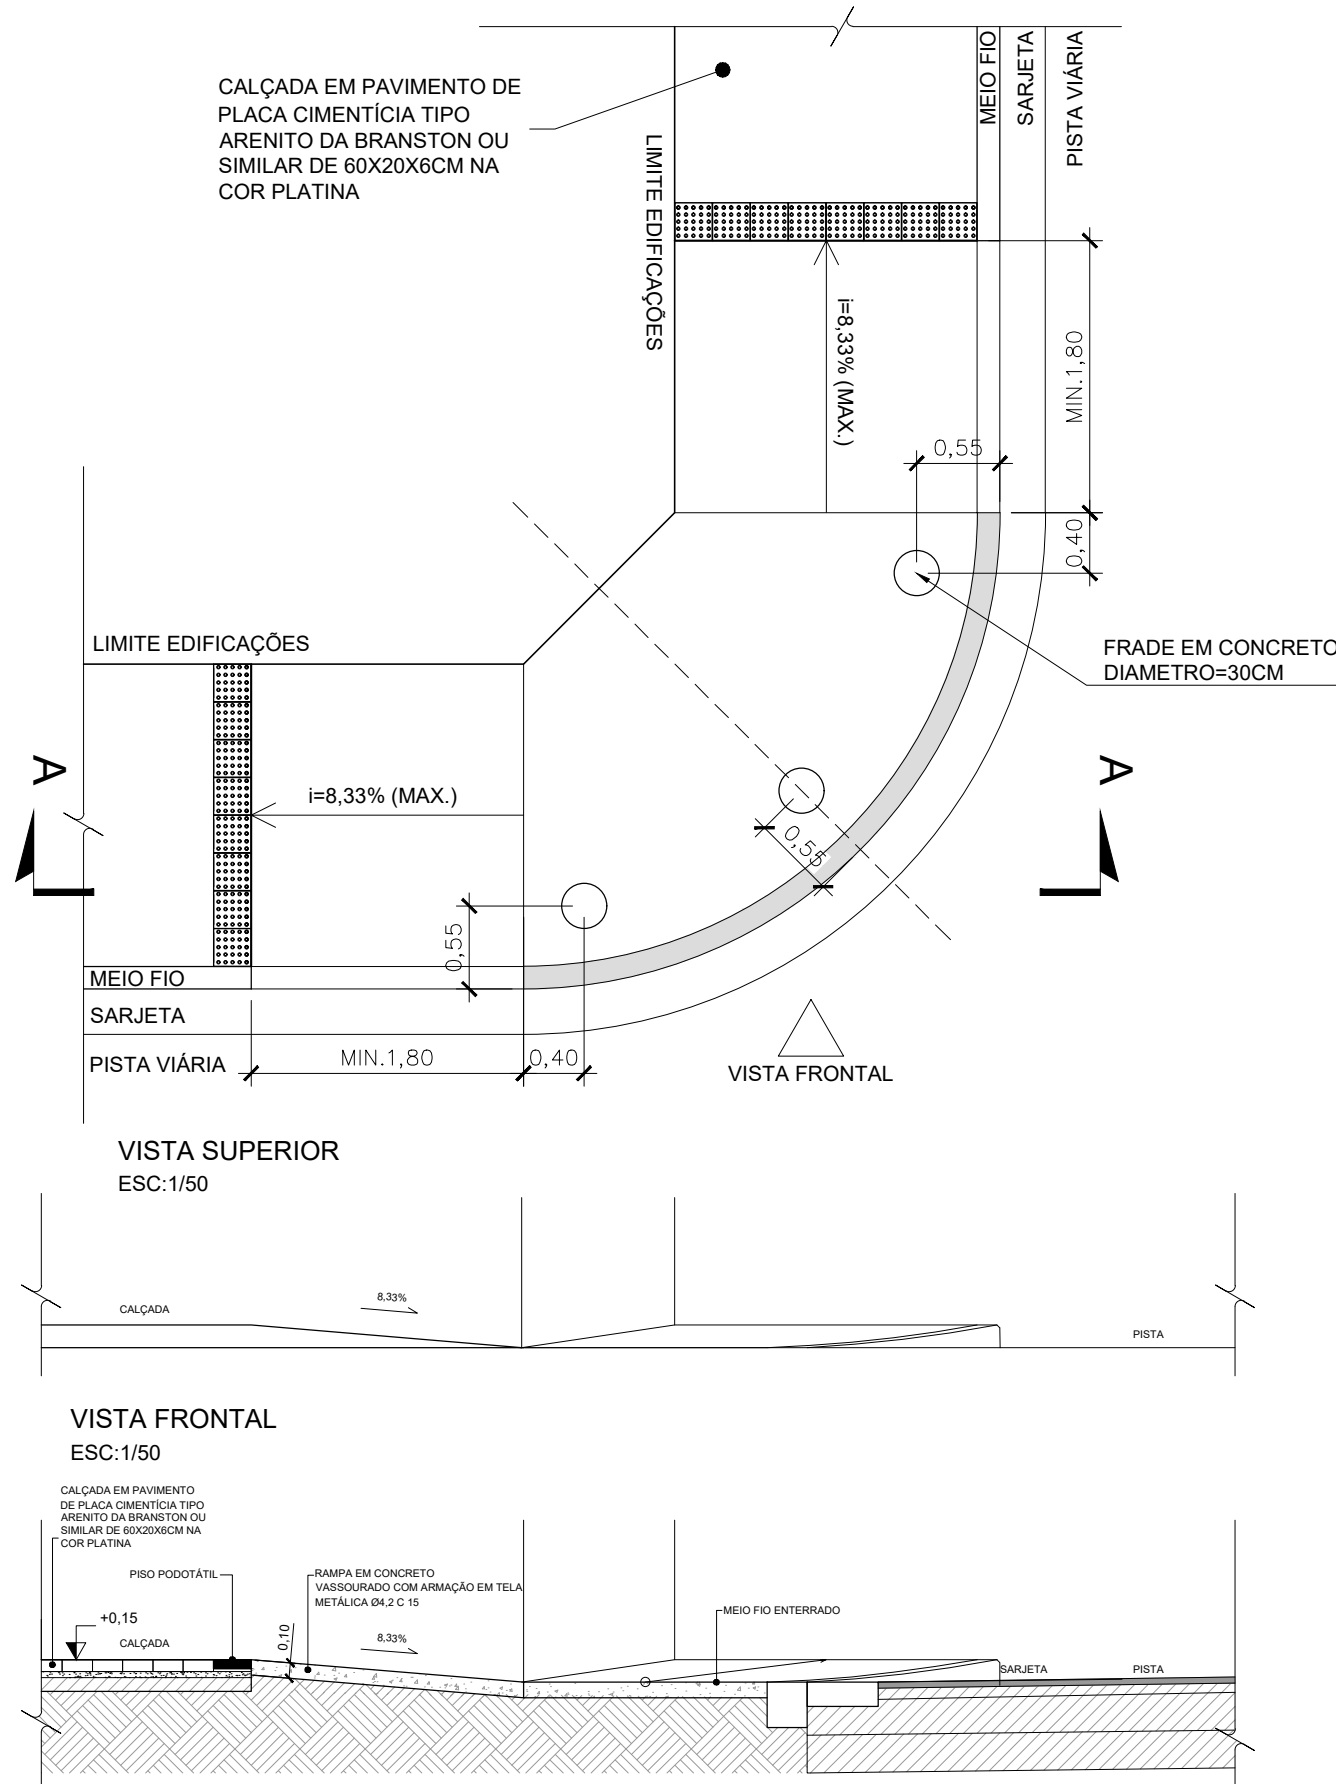 CALÇADA EM PAVIMENTO DE
PLACA CIMENTÍCIA TIPO
ARENITO DA BRANSTON OU
SIMILAR DE 60X20X6CM NA
COR PLATINA
LIMITE EDIFICAÇÕES
MEIO FIO
SARJETA
PISTA VIÁRIA
i=8,33% (MAX.)
MIN.1,80
0,55
0,40
FRADE EM CONCRETO
DIAMETRO=30CM
LIMITE EDIFICAÇÕES
A
A
i=8,33% (MAX.)
0,55
0,55
MEIO FIO
SARJETA
PISTA VIÁRIA
MIN.1,80
0,40
VISTA FRONTAL
VISTA SUPERIOR
ESC:1/50
CALÇADA
8,33%
PISTA
VISTA FRONTAL
ESC:1/50
CALÇADA EM PAVIMENTO
DE PLACA CIMENTÍCIA TIPO
ARENITO DA BRANSTON OU
SIMILAR DE 60X20X6CM NA
COR PLATINA
PISO PODOTÁTIL
RAMPA EM CONCRETO
VASSOURADO COM ARMAÇÃO EM TELA
METÁLICA Ø4,2 C 15
+0,15
CALÇADA
0,10
8,33%
MEIO FIO ENTERRADO
SARJETA
PISTA